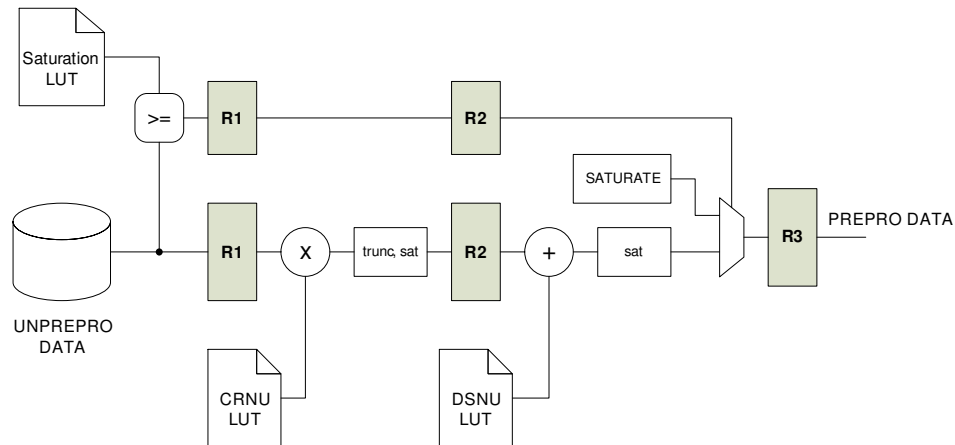 Saturation
LUT
>=
R1
R2
SATURATE
PREPRO DATA
R1
X
trunc, sat
R2
+
sat
R3
UNPREPRO
DATA
CRNU
LUT
DSNU
LUT